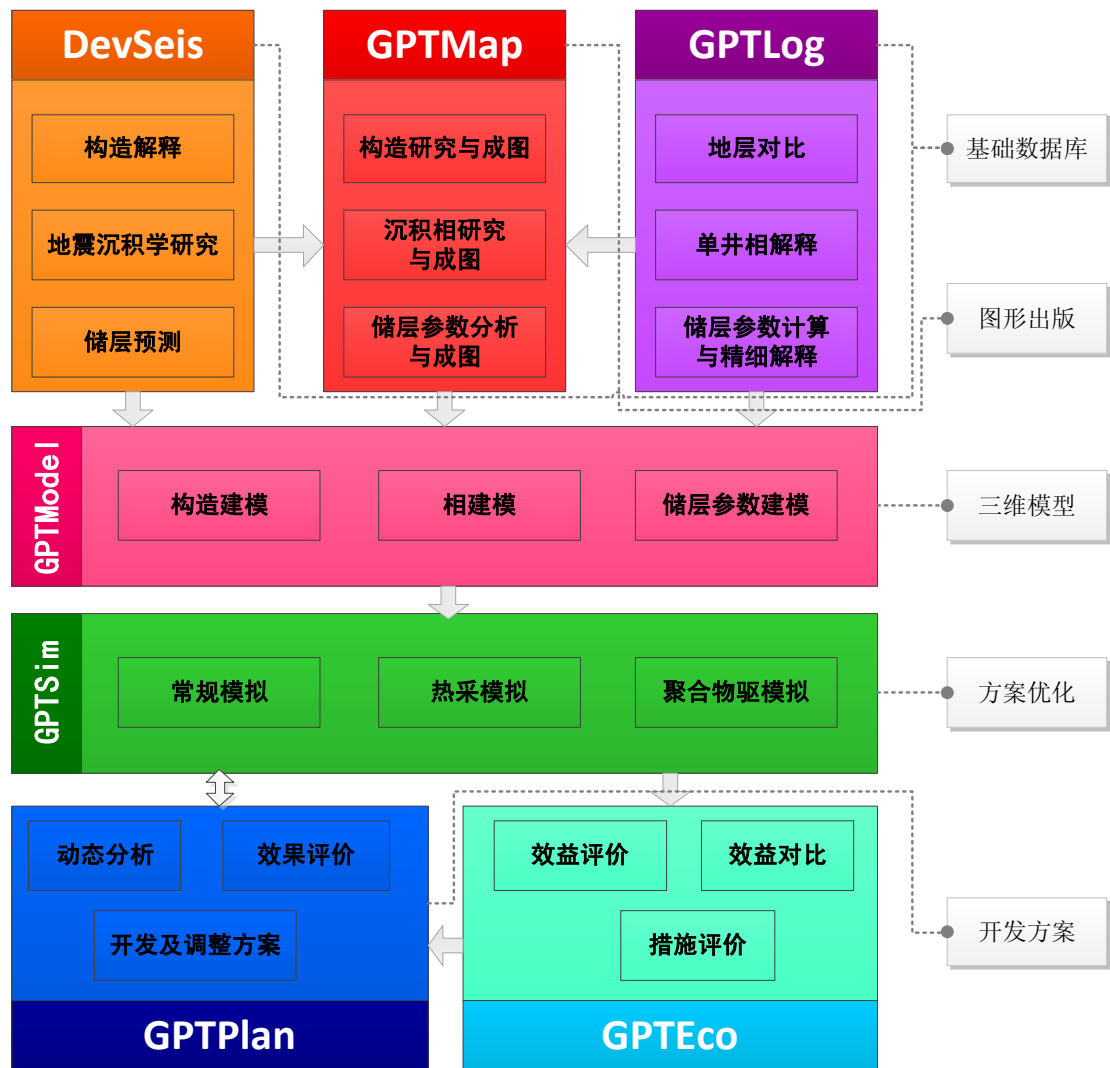 DevSeis
构造解释
地震沉积学研究
储层预测
GPTMap
构造研究与成图
沉积相研究
与成图
储层参数分析
与成图
GPTLog
地层对比
单井相解释
储层参数计算
与精细解释
基础数据库
图形出版
GPTModel
构造建模
相建模
储层参数建模
三维模型
GPTSim
常规模拟
热采模拟
聚合物驱模拟
方案优化
动态分析
效果评价
开发及调整方案
GPTPlan
效益评价
效益对比
措施评价
GPTEco
开发方案